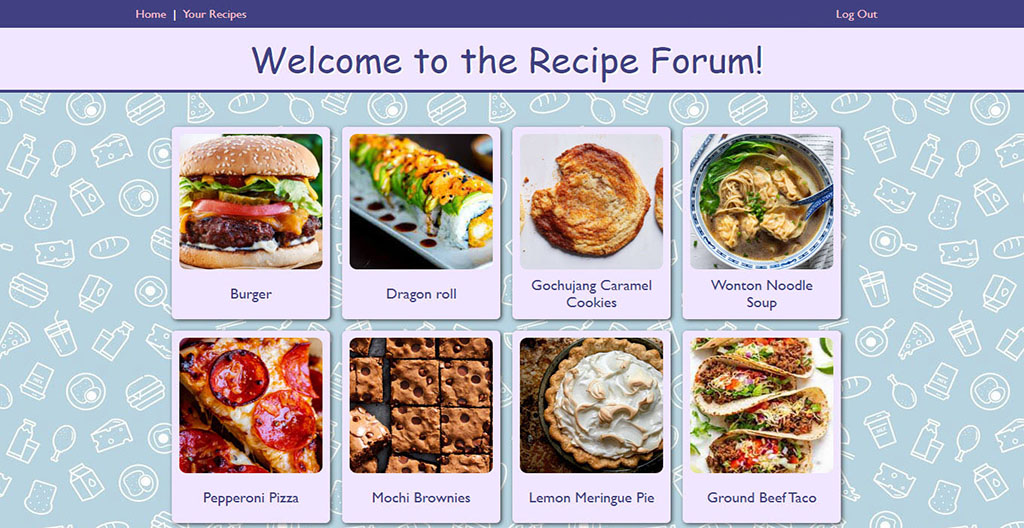 Home | Your Recipes
Log Out
Welcome to the Recipe Forum!
Burger
Dragon roll
Gochujang Caramel
Cookies
Wonton Noodle
Soup
Pepperoni Pizza
Mochi Brownies
Lemon Meringue Pie
Ground Beef Taco